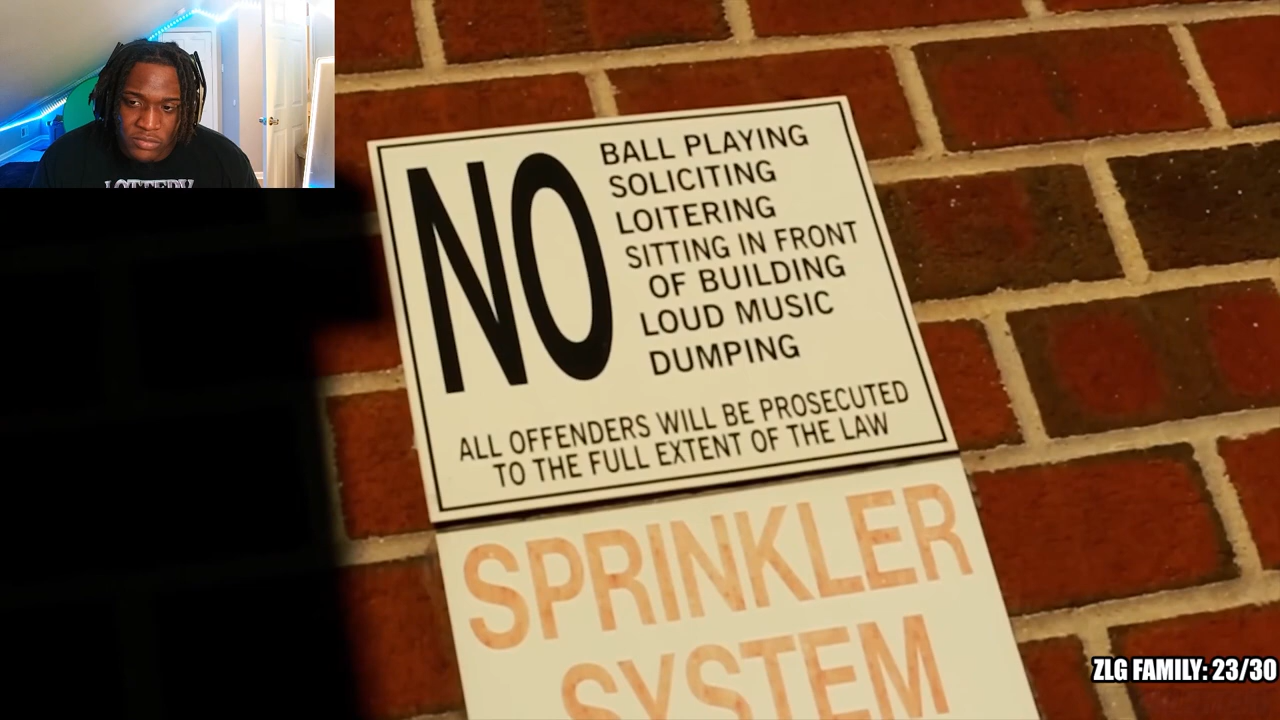 LOTTERY
NO
BALL PLAYING
SOLICITING
LOITERING
SITTING IN FRONT
OF BUILDING
LOUD MUSIC
DUMPING
ALL OFFENDERS WILL BE PROSECUTED
TO THE FULL EXTENT OF THE LAW
SPRINKLER
SYSTEM
ZLG FAMILY: 23/30